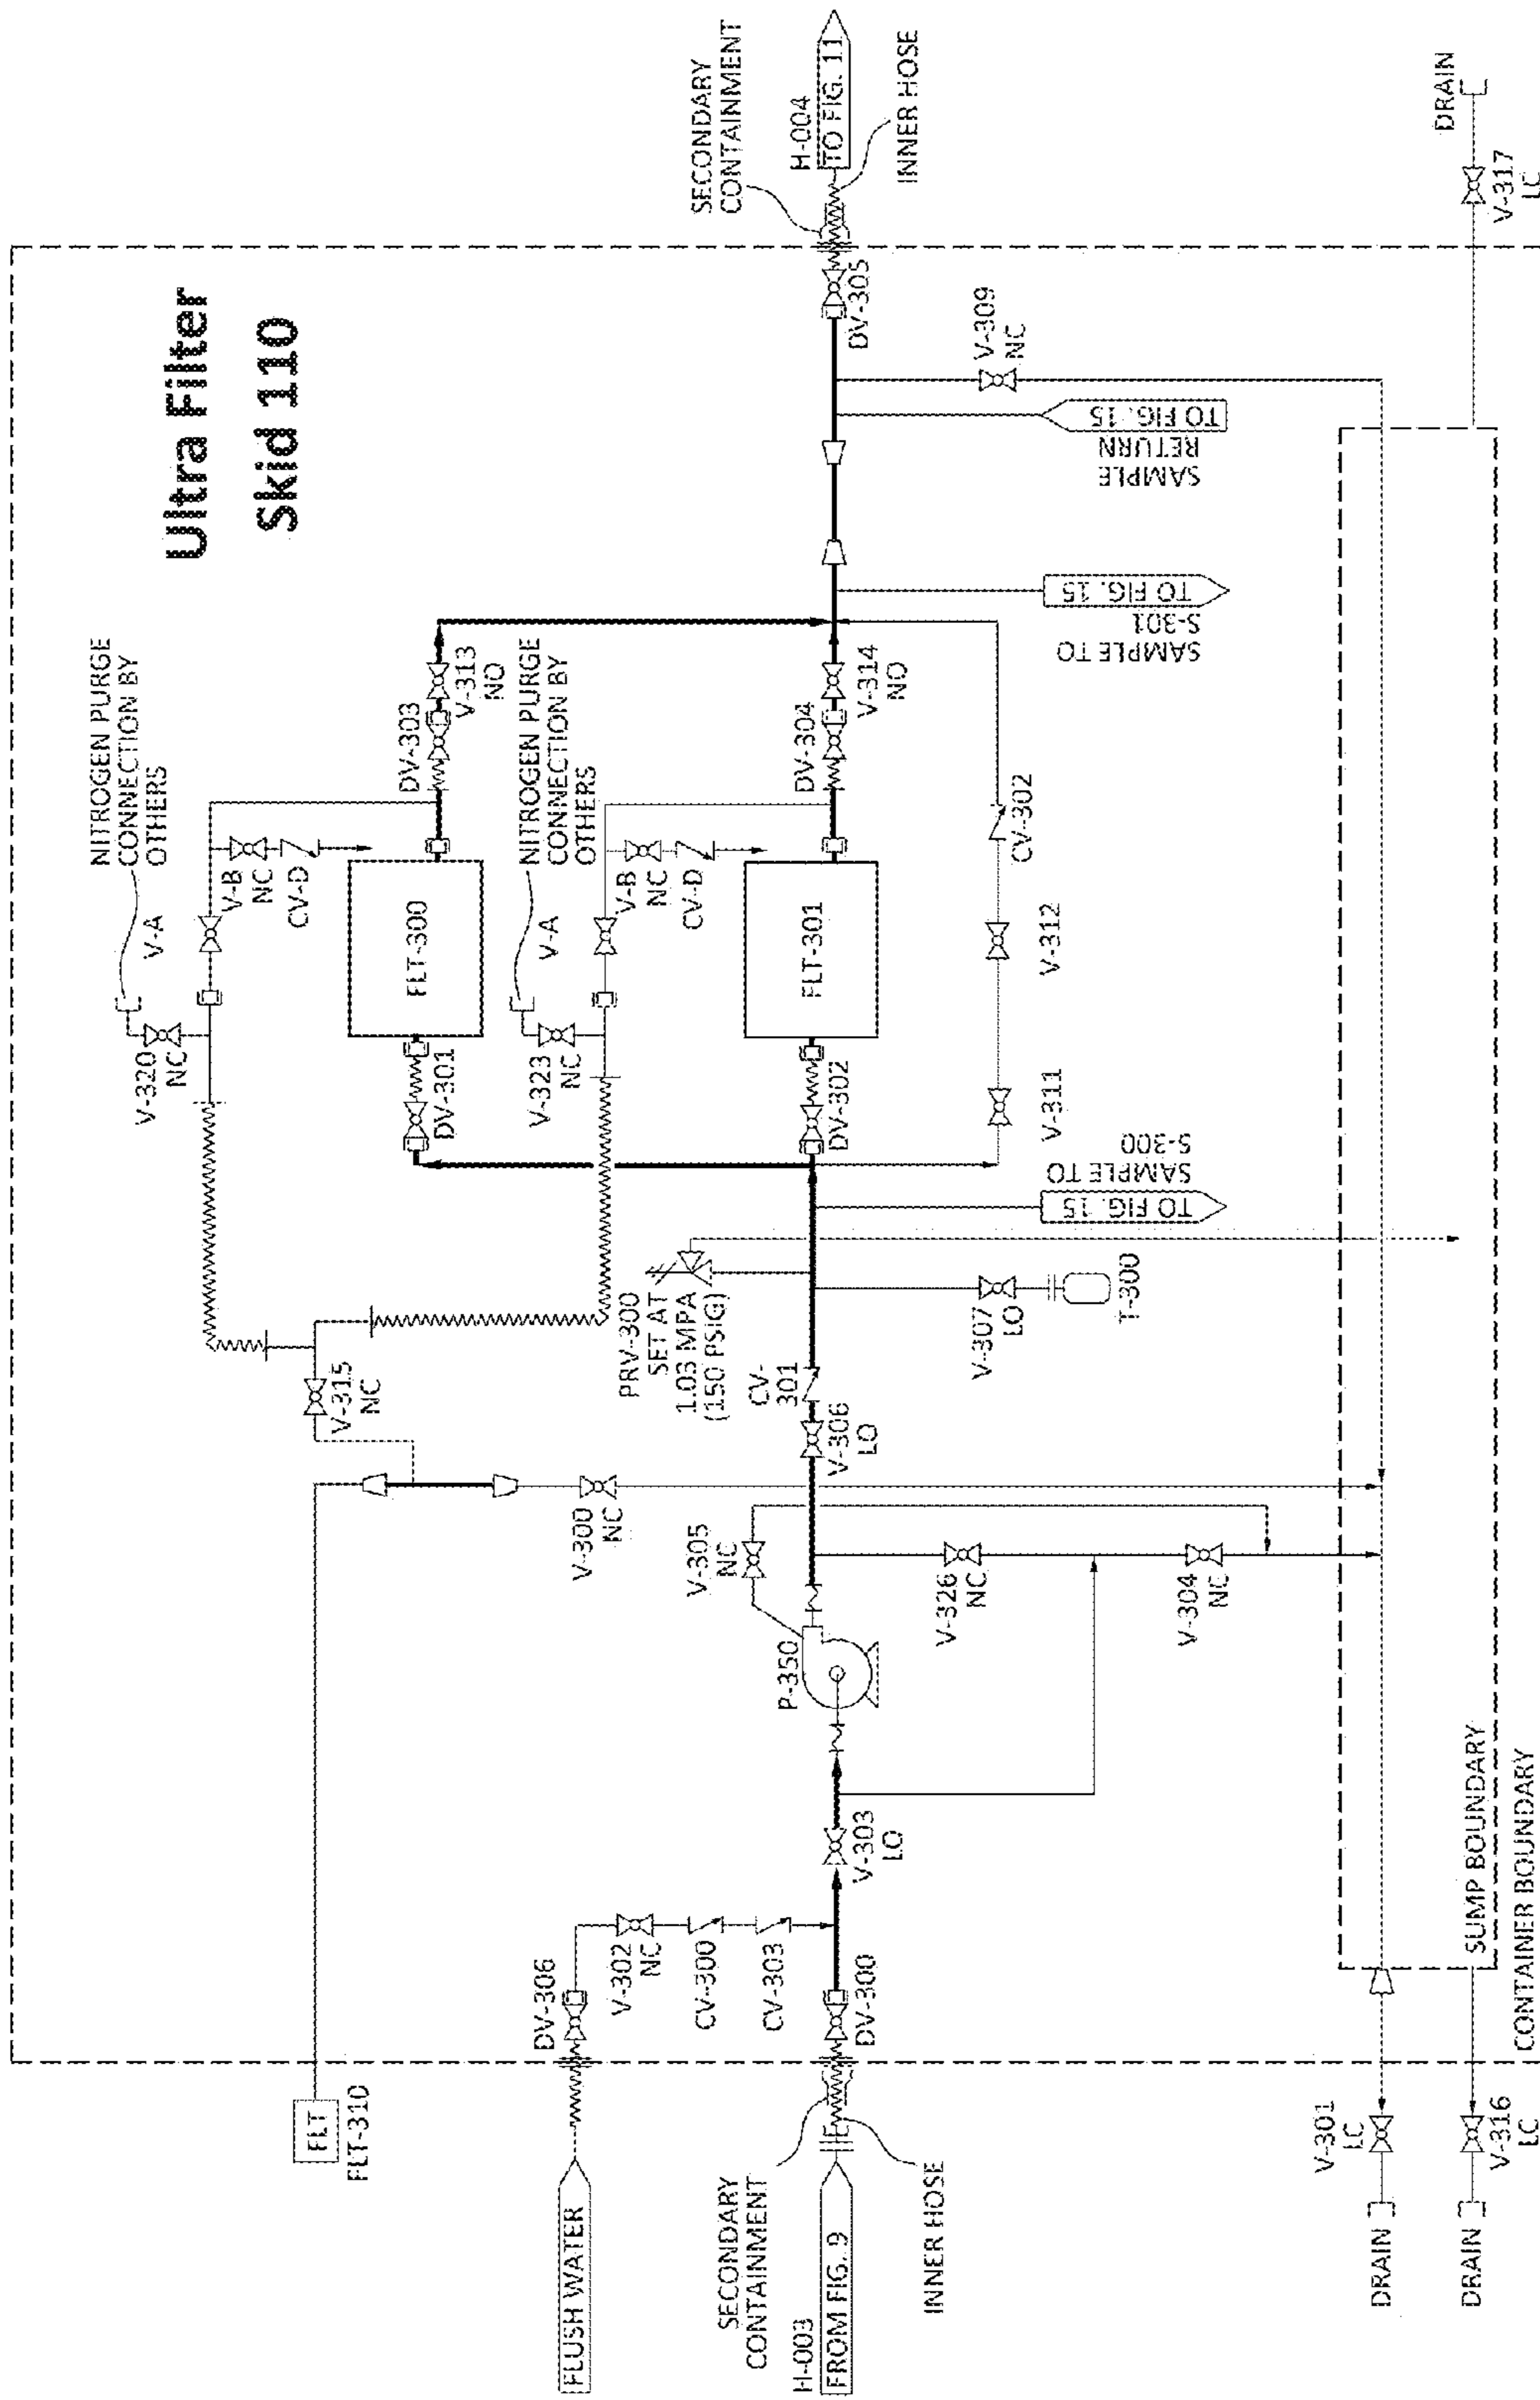 Ultra Filter
Skid 110
NITROGEN PURGE
CONNECTION BY
OTHERS
V-A
V-320
NC
V-B
NC
CV-D
DV-303
V-313
NO
FLT-300
DV-301
NITROGEN PURGE
CONNECTION BY
OTHERS
V-A
V-323
NC
V-B
NC
CV-D
DV-304
V-314
NO
FLT-301
DV-302
V-311
V-312
CV-302
V-315
NC
FLT
FLT-310
V-300
NC
PRV-300
SET AT
1.03 MPA
(150 PSIG)
CV-
301
V-306
LO
V-307
LO
T-300
TO FIG. 15
SAMPLE TO
S-300
TO FIG. 15
SAMPLE TO
S-301
TO FIG. 15
SAMPLE
RETURN
V-309
NC
DV-305
SECONDARY
CONTAINMENT
H-004
TO FIG. 11
INNER HOSE
FLUSH WATER
DV-306
V-302
NC
CV-300
CV-303
SECONDARY
CONTAINMENT
H-003
FROM FIG. 9
INNER HOSE
DV-300
V-303
LO
P-350
V-305
NC
V-326
NC
V-304
NC
V-301
LC
DRAIN
V-316
LC
DRAIN
SUMP BOUNDARY
CONTAINER BOUNDARY
DRAIN
V-317
LC